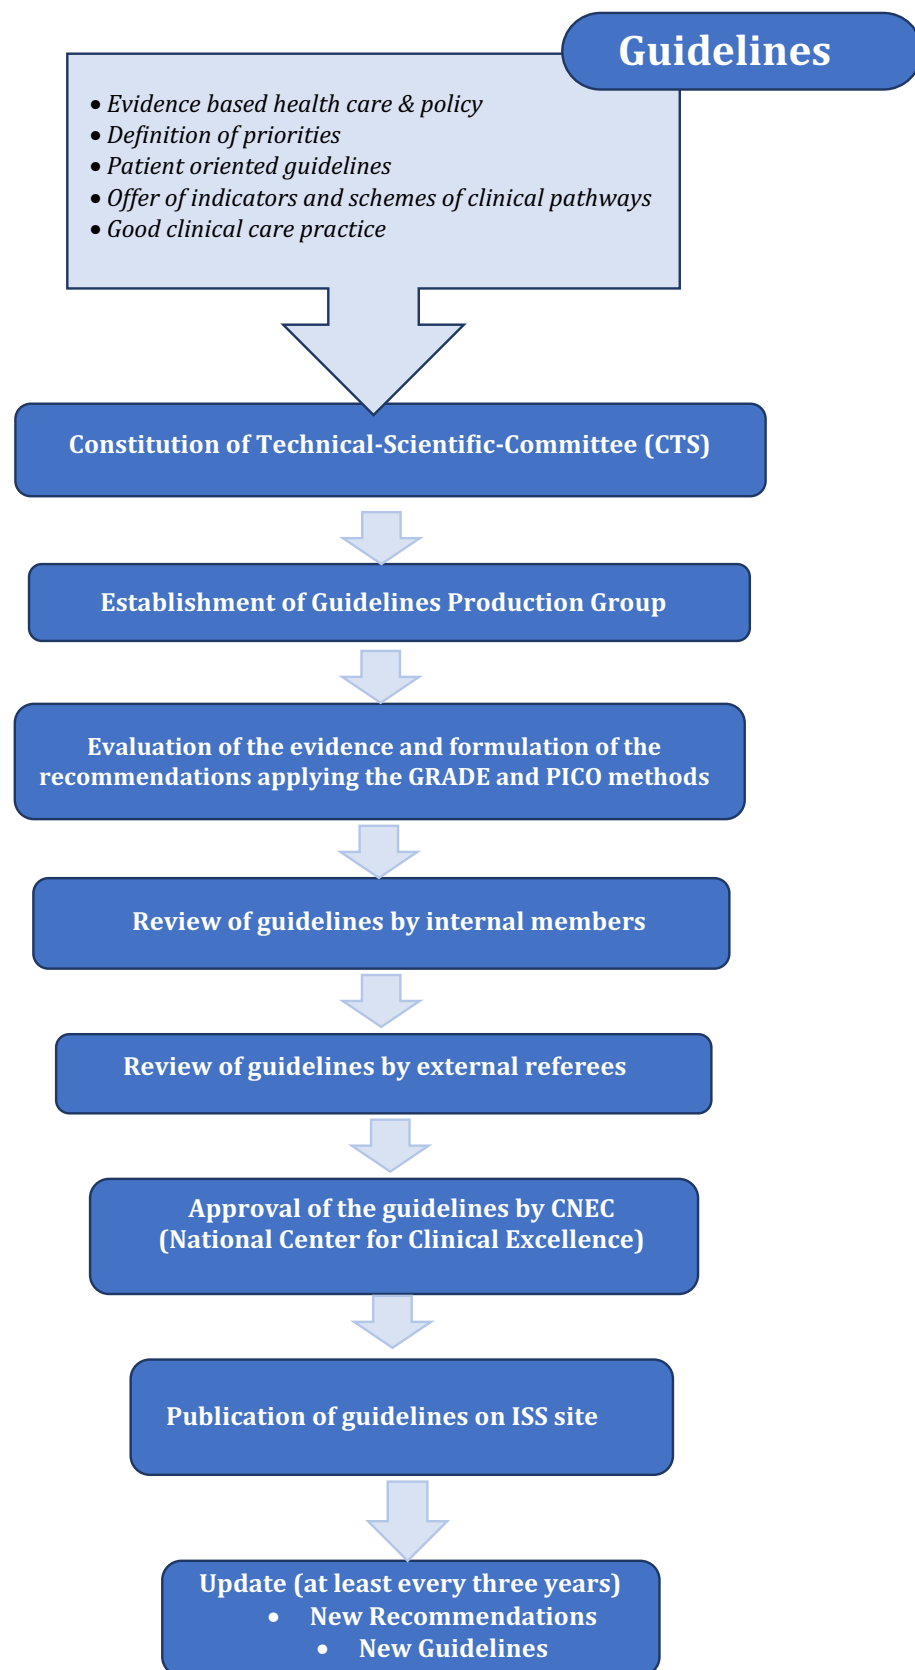 Guidelines
• Evidence based health care & policy
• Definition of priorities
• Patient oriented guidelines
• Offer of indicators and schemes of clinical pathways
• Good clinical care practice
Constitution of Technical-Scientific-Committee (CTS)
Establishment of Guidelines Production Group
Evaluation of the evidence and formulation of the
recommendations applying the GRADE and PICO methods
Review of guidelines by internal members
Review of guidelines by external referees
Approval of the guidelines by CNEC
(National Center for Clinical Excellence)
Publication of guidelines on ISS site
Update (at least every three years)
• New Recommendations
• New Guidelines